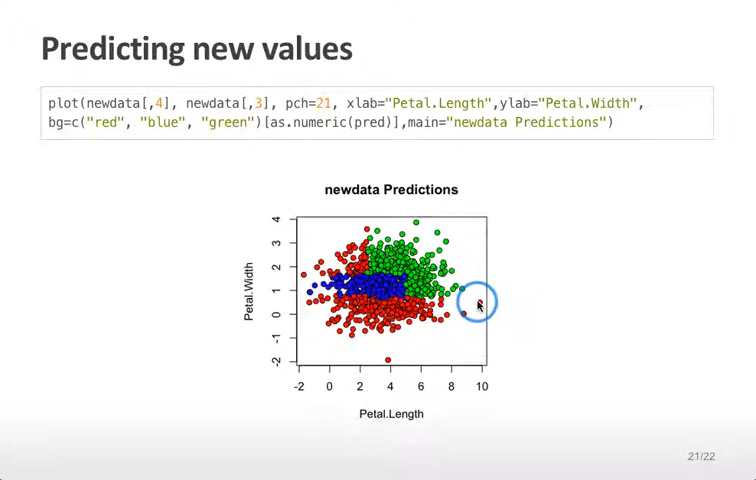 Predicting new values
plot(newdata[,4], newdata[,3], pch=21, xlab="Petal.Length",ylab="Petal.Width",
bg=c("red", "blue", "green")[as.numeric(pred)],main="newdata Predictions")
newdata Predictions
4
3
2
1
0
-1
-2
Petal.Width
-2 0 2 4 6 8 10
Petal.Length
21/22